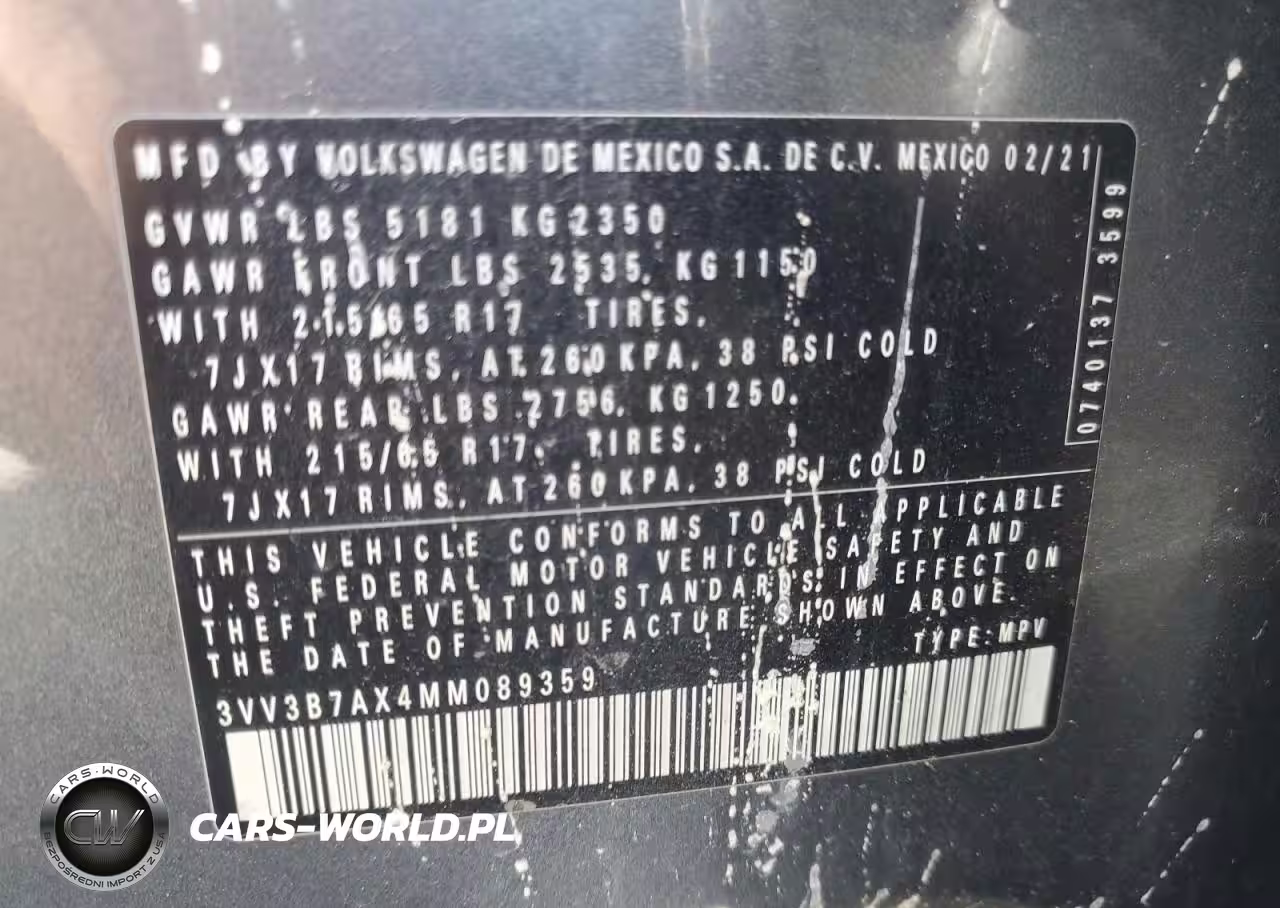 MFD BY VOLKSWAGEN DE MEXICO S.A. DE C.V. MEXICO 02/21
GVWR LBS 5181 KG 2350
GAWR FRONT LBS 2535, KG 1150
WITH 215/65 R17 TIRES,
7JX17 RIMS, AT 260 KPA, 38 PSI COLD
GAWR REAR LBS 2756, KG 1250.
WITH 215/65 R17 TIRES,
7JX17 RIMS, AT 260 KPA, 38 PSI COLD
0740137 3599
THIS VEHICLE CONFORMS TO ALL APPLICABLE
U.S. FEDERAL MOTOR VEHICLE SAFETY AND
THEFT PREVENTION STANDARDS IN EFFECT ON
THE DATE OF MANUFACTURE SHOWN ABOVE.
TYPE: MPV
3VV3B7AX4MM089359
CARS-WORLD
CW
BEZPOŚREDNI IMPORT Z USA
CARS-WORLD.PL